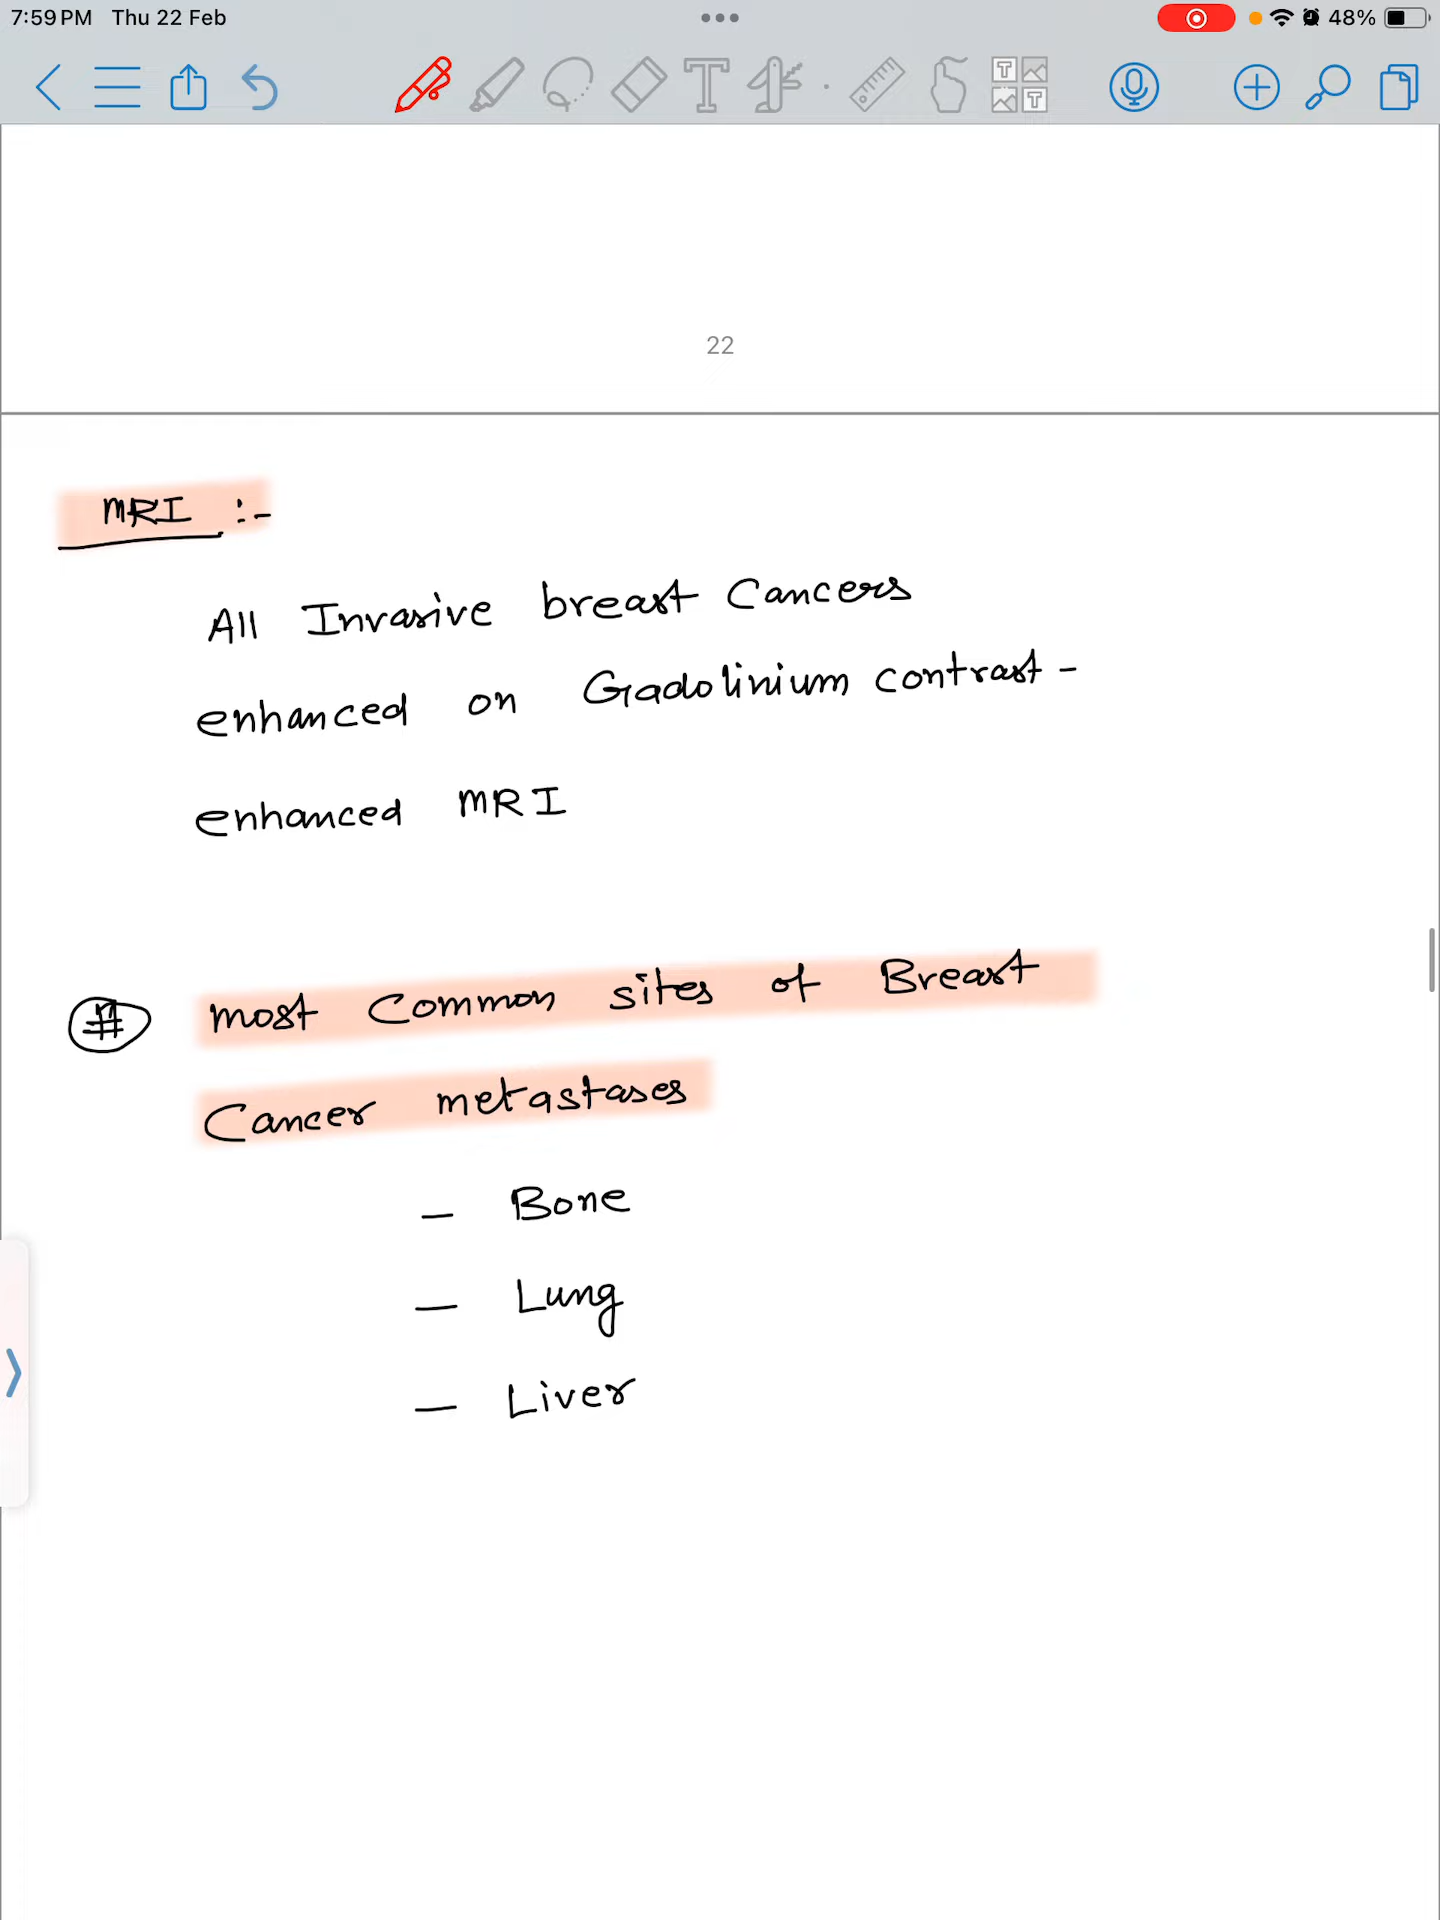 7:59 PM Thu 22 Feb
48%
22
MRI :-
All Invasive breast Cancers
enhanced on Gadolinium contrast -
enhanced MRI
# most Common sites of Breast
Cancer metastases
- Bone
- Lung
- Liver